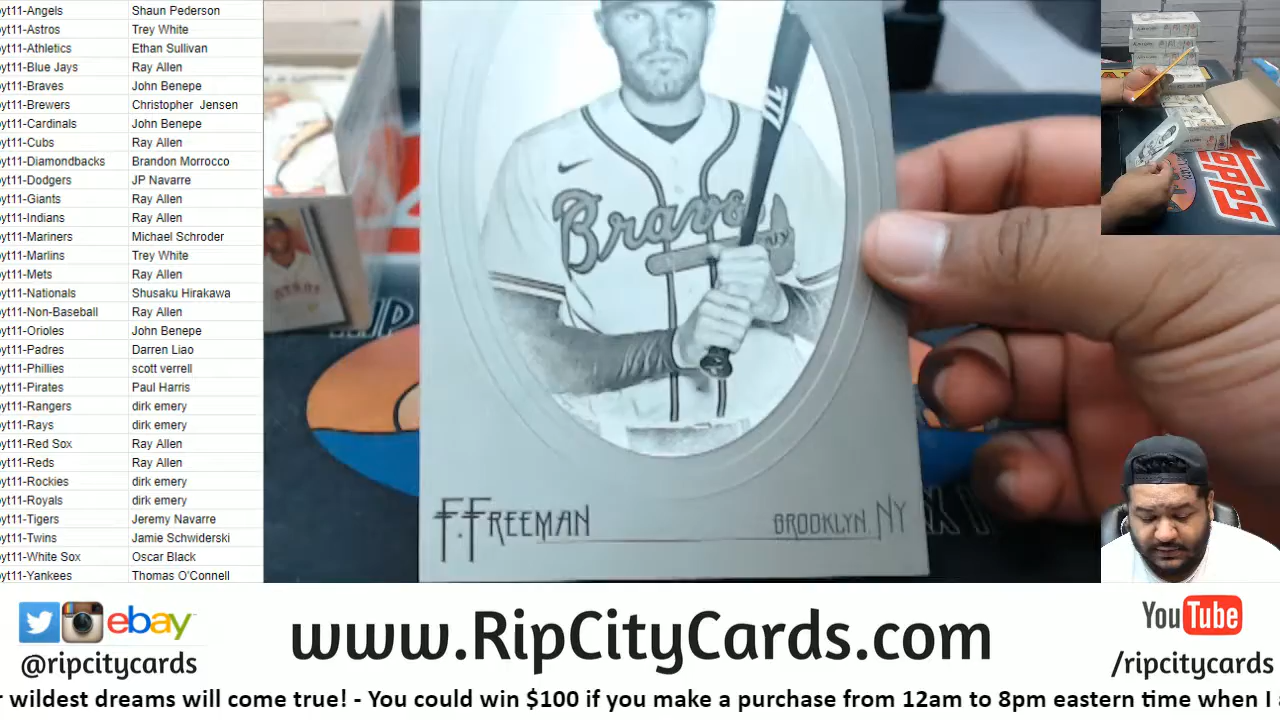 yt11-Angels Shaun Pederson
yt11-Astros Trey White
yt11-Athletics Ethan Sullivan
yt11-Blue Jays Ray Allen
yt11-Braves John Benepe
yt11-Brewers Christopher Jensen
yt11-Cardinals John Benepe
yt11-Cubs Ray Allen
yt11-Diamondbacks Brandon Morrocco
yt11-Dodgers JP Navarre
yt11-Giants Ray Allen
yt11-Indians Ray Allen
yt11-Mariners Michael Schroder
yt11-Marlins Trey White
yt11-Mets Ray Allen
yt11-Nationals Shusaku Hirakawa
yt11-Non-Baseball Ray Allen
yt11-Orioles John Benepe
yt11-Padres Darren Liao
yt11-Phillies scott verrell
yt11-Pirates Paul Harris
yt11-Rangers dirk emery
yt11-Rays dirk emery
yt11-Red Sox Ray Allen
yt11-Reds Ray Allen
yt11-Rockies dirk emery
yt11-Royals dirk emery
yt11-Tigers Jeremy Navarre
yt11-Twins Jamie Schwiderski
yt11-White Sox Oscar Black
yt11-Yankees Thomas O'Connell
Braves
F. FREEMAN
BROOKLYN, NY
topps
ebay
@ripcitycards
www.RipCityCards.com
YouTube
/ripcitycards
r wildest dreams will come true! - You could win $100 if you make a purchase from 12am to 8pm eastern time when I a